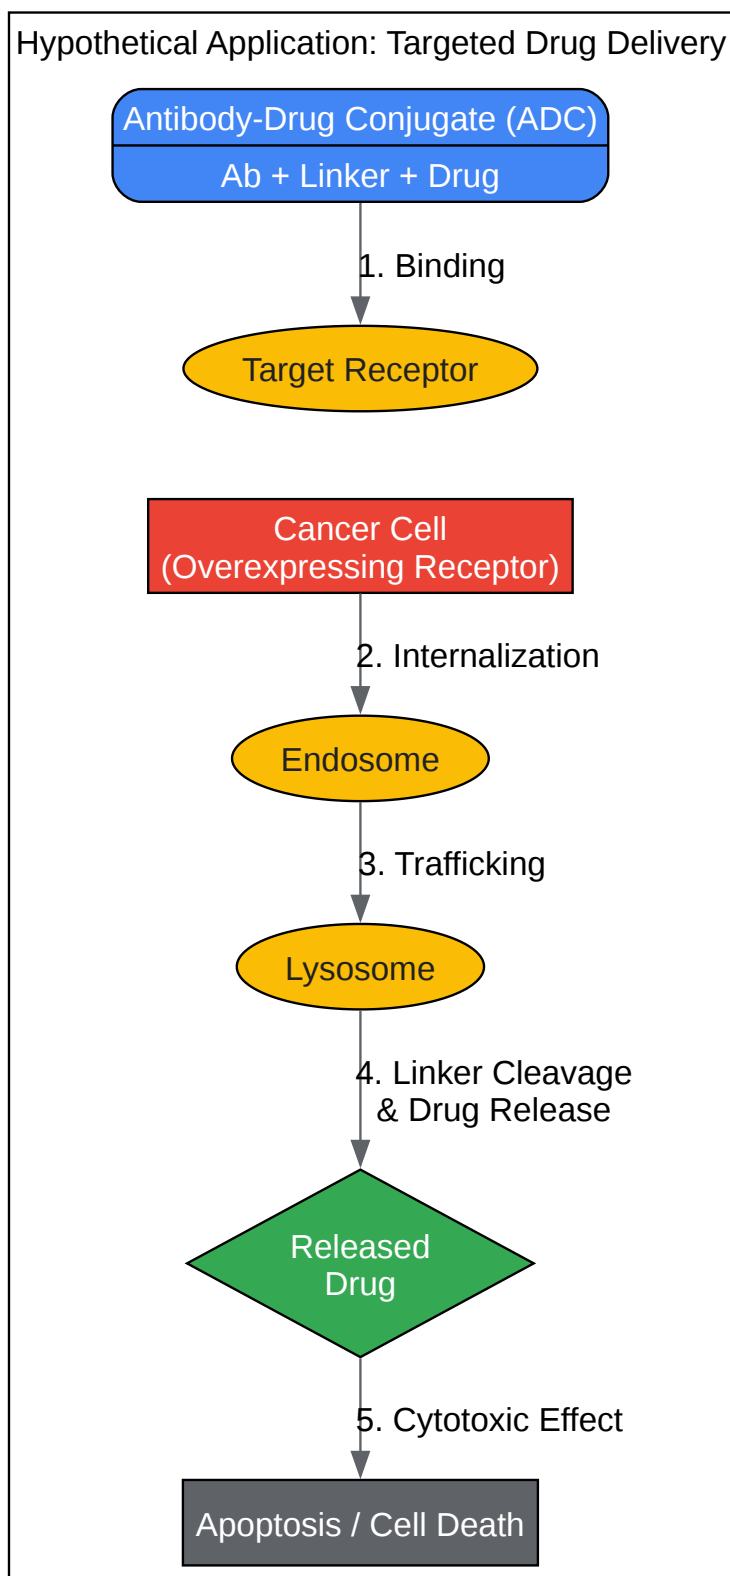 Hypothetical Application: Targeted Drug Delivery
Antibody-Drug Conjugate (ADC)
Ab + Linker + Drug
1. Binding
Target Receptor
Cancer Cell
(Overexpressing Receptor)
2. Internalization
Endosome
3. Trafficking
Lysosome
4. Linker Cleavage
& Drug Release
Released
Drug
5. Cytotoxic Effect
Apoptosis / Cell Death